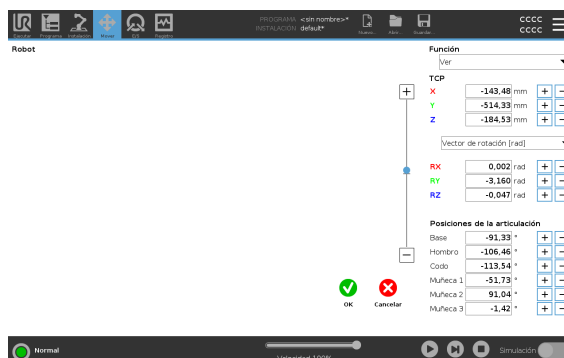 UR
Ejecutar Programa Instalación Mover E/S Registro
PROGRAMA <sin nombre>*
INSTALACIÓN default*
Nuevo... Abrir... Guardar...
cccc
cccc
Robot
Función
Ver
TCP
X -143,48 mm + −
Y -514,33 mm + −
Z -184,53 mm + −
Vector de rotación [rad]
RX 0,002 rad + −
RY -3,160 rad + −
RZ -0,047 rad + −
Posiciones de la articulación
Base -91,33 ° + −
Hombro -106,46 ° + −
Codo -113,54 ° + −
Muñeca 1 -51,73 ° + −
Muñeca 2 91,04 ° + −
Muñeca 3 -1,42 ° + −
OK Cancelar
Normal
Velocidad 100%
Simulación